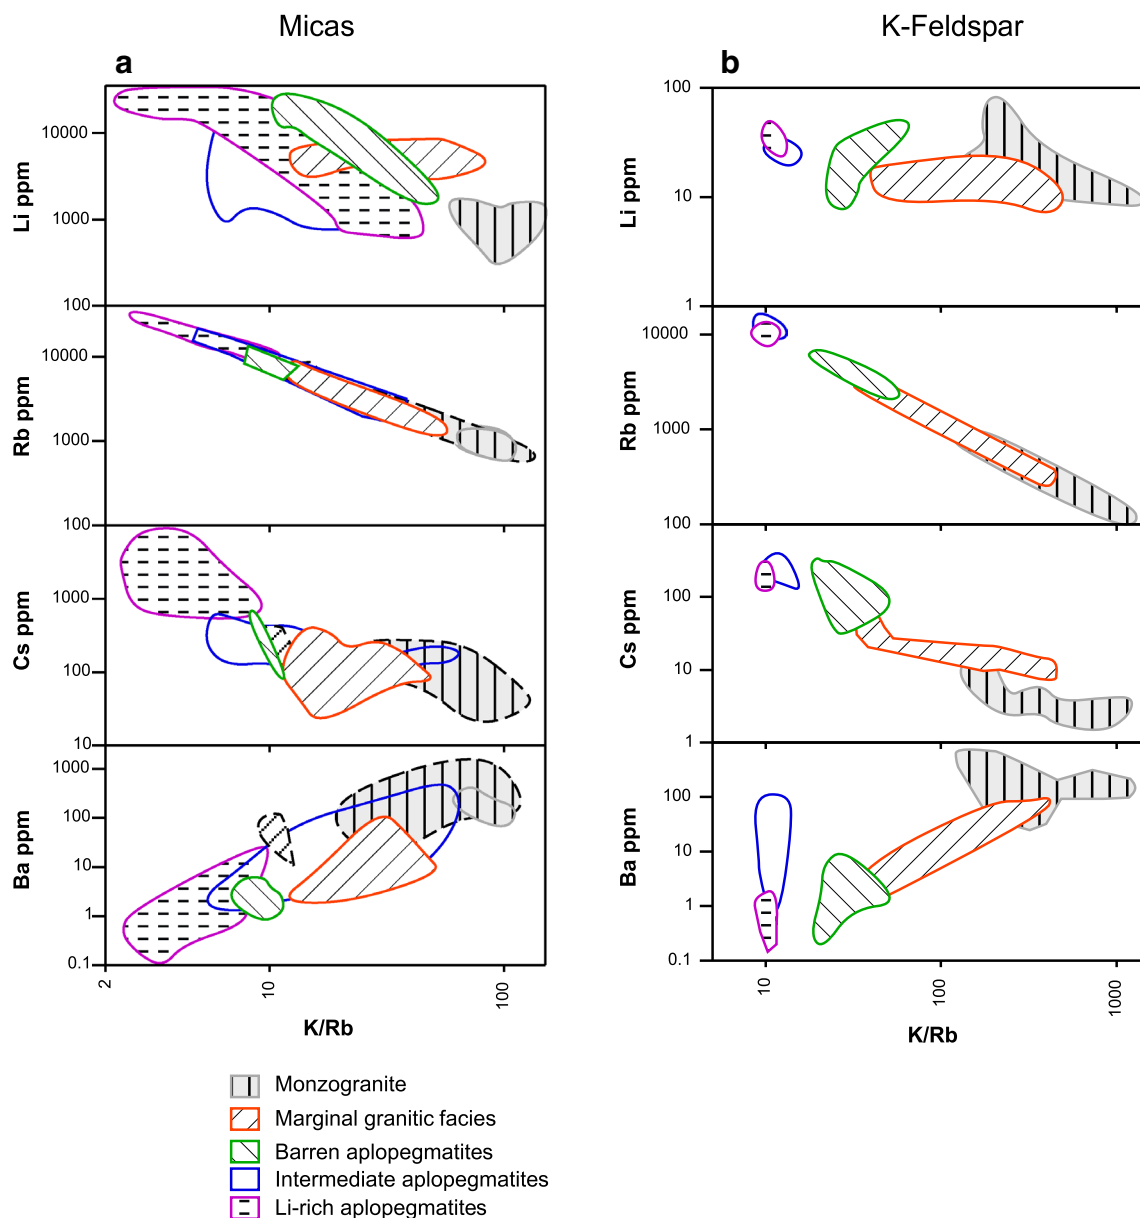 Micas
K-Feldspar
a
b
Li ppm
10000
1000
100
Li ppm
100
10
1
Rb ppm
10000
1000
100
Rb ppm
10000
1000
100
Cs ppm
1000
100
10
Cs ppm
100
10
1
Ba ppm
1000
100
10
1
0.1
Ba ppm
100
10
1
0.1
2
10
100
K/Rb
10
100
1000
K/Rb
Monzogranite
Marginal granitic facies
Barren aplopegmatites
Intermediate aplopegmatites
Li-rich aplopegmatites